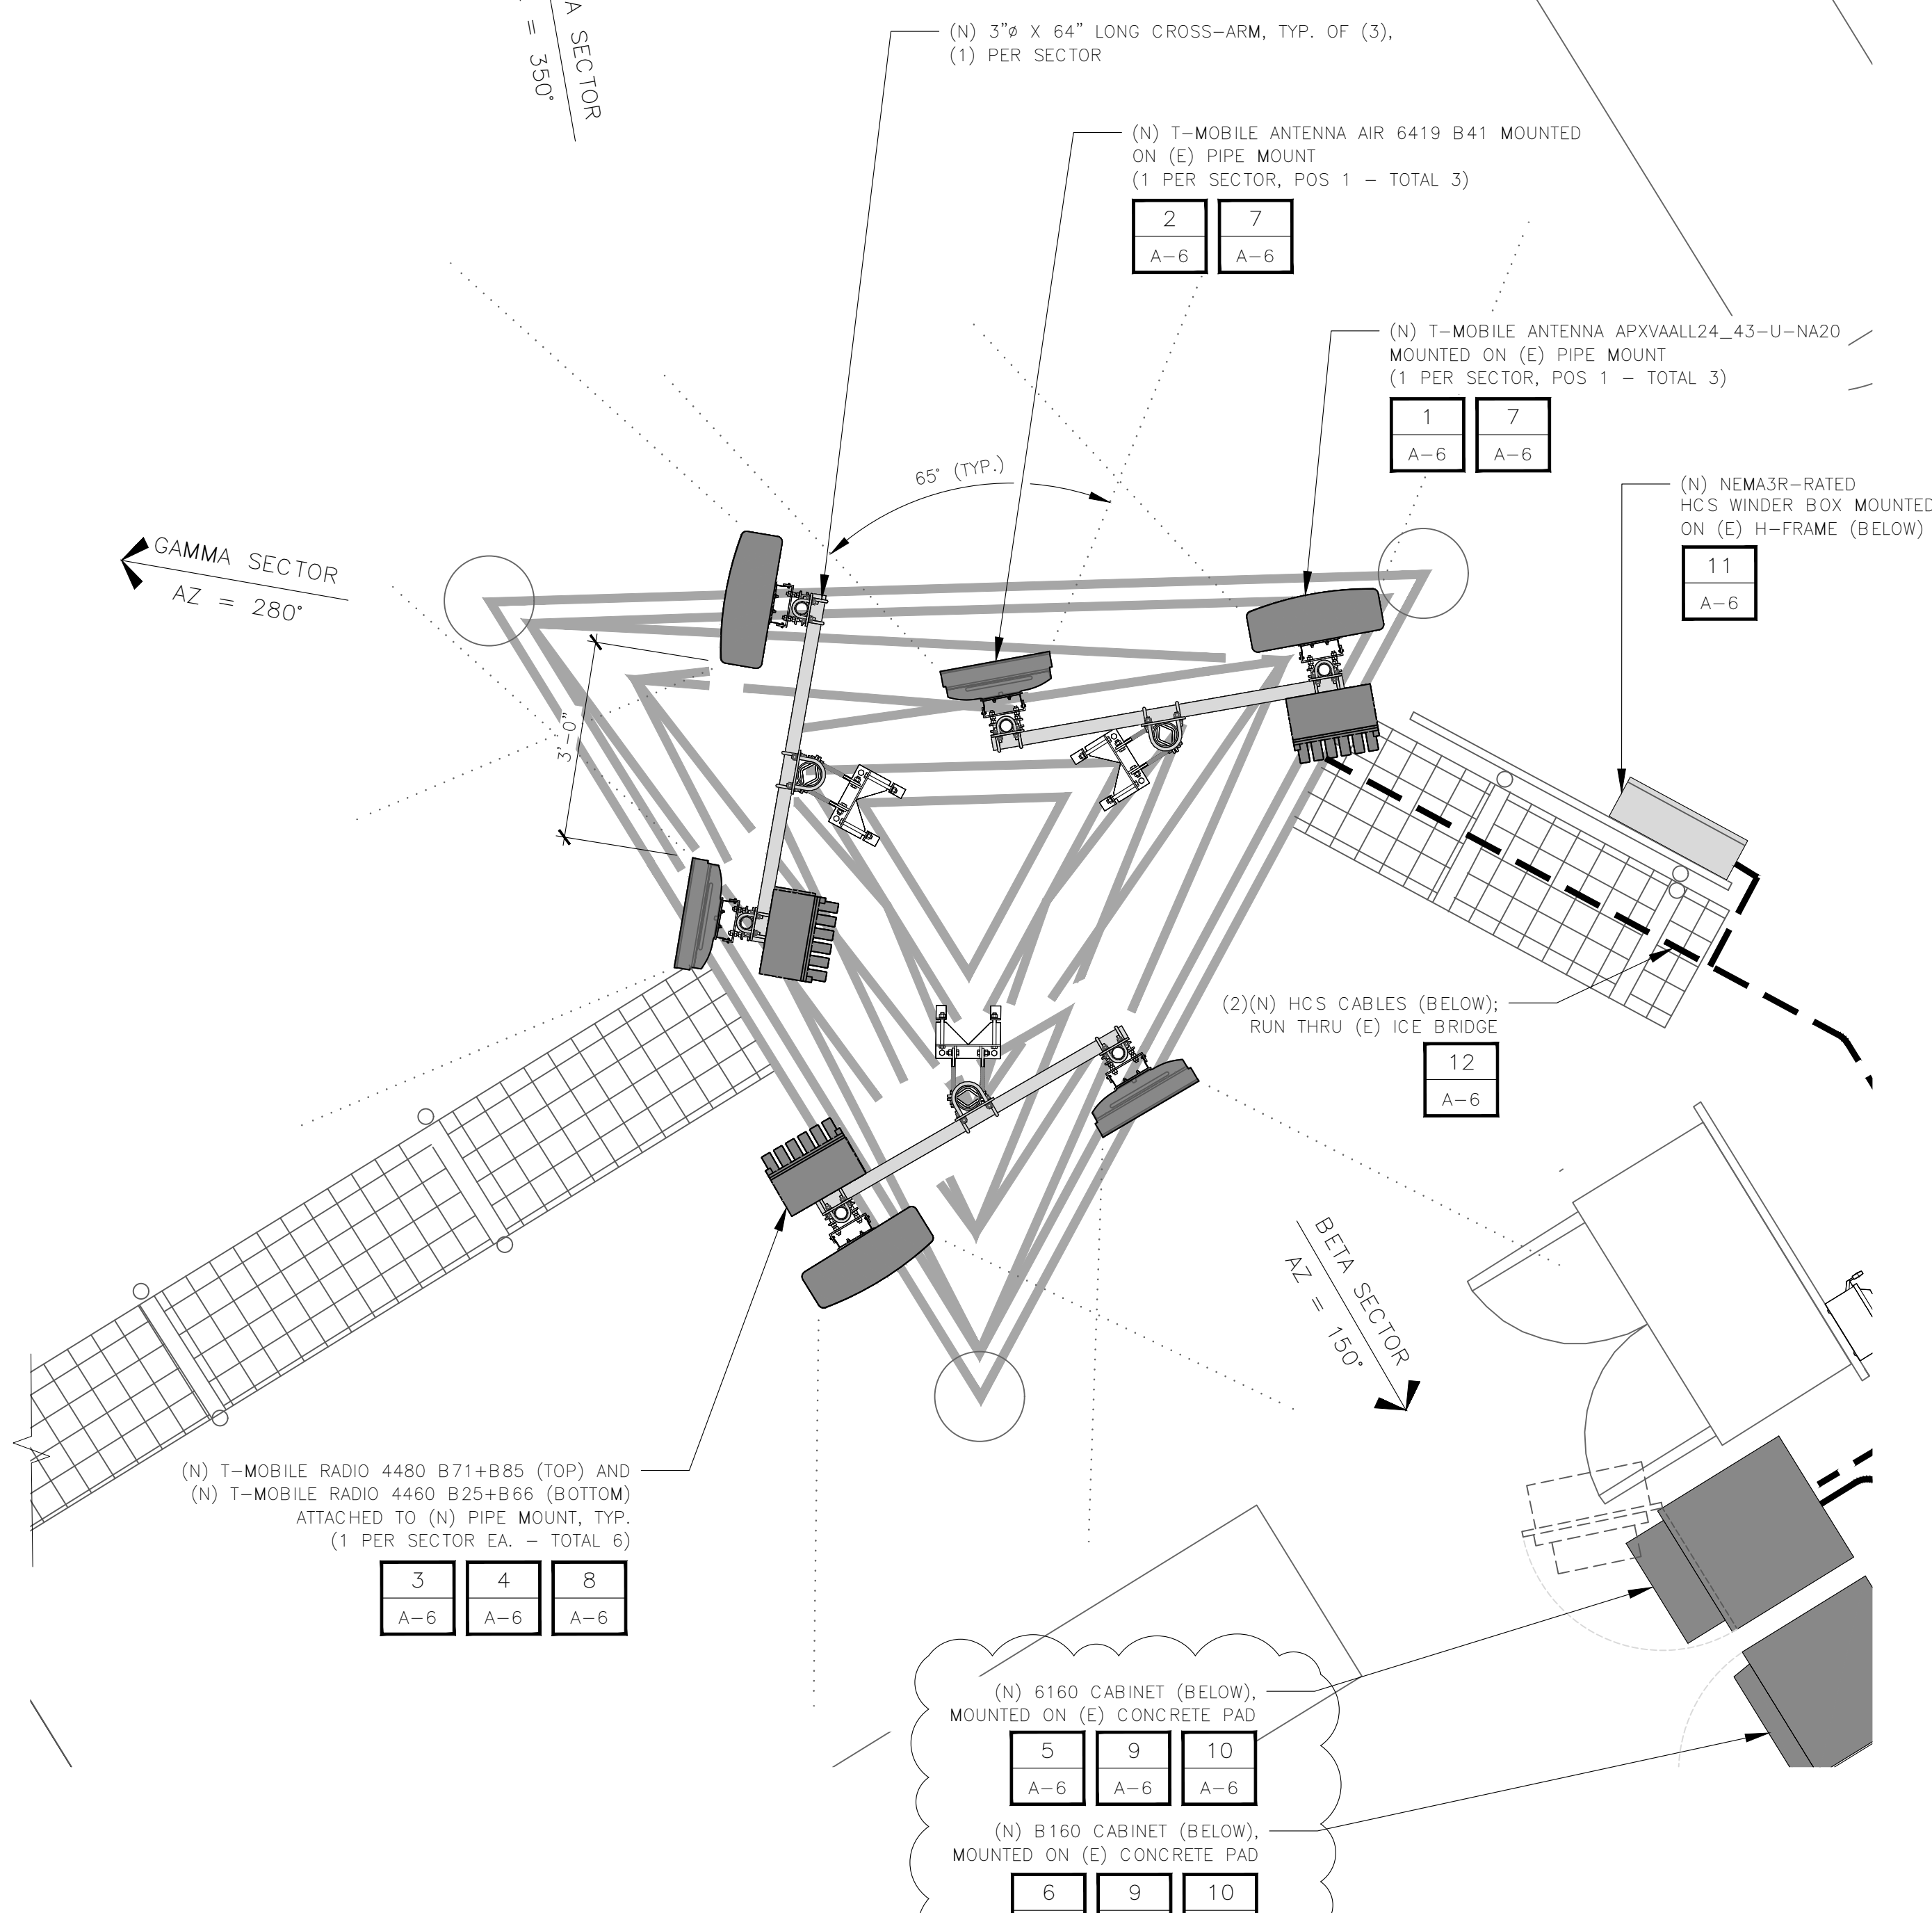 A SECTOR
= 350°
(N) 3"ø X 64" LONG CROSS-ARM, TYP. OF (3),
(1) PER SECTOR
(N) T-MOBILE ANTENNA AIR 6419 B41 MOUNTED
ON (E) PIPE MOUNT
(1 PER SECTOR, POS 1 - TOTAL 3)
2 7
A-6 A-6
(N) T-MOBILE ANTENNA APXVAALL24_43-U-NA20
MOUNTED ON (E) PIPE MOUNT
(1 PER SECTOR, POS 1 - TOTAL 3)
1 7
A-6 A-6
65° (TYP.)
(N) NEMA3R-RATED
HCS WINDER BOX MOUNTED
ON (E) H-FRAME (BELOW)
11
A-6
GAMMA SECTOR
AZ = 280°
3'-0"
(2)(N) HCS CABLES (BELOW);
RUN THRU (E) ICE BRIDGE
12
A-6
BETA SECTOR
AZ = 150°
(N) T-MOBILE RADIO 4480 B71+B85 (TOP) AND
(N) T-MOBILE RADIO 4460 B25+B66 (BOTTOM)
ATTACHED TO (N) PIPE MOUNT, TYP.
(1 PER SECTOR EA. - TOTAL 6)
3 4 8
A-6 A-6 A-6
(N) 6160 CABINET (BELOW),
MOUNTED ON (E) CONCRETE PAD
5 9 10
A-6 A-6 A-6
(N) B160 CABINET (BELOW),
MOUNTED ON (E) CONCRETE PAD
6 9 10